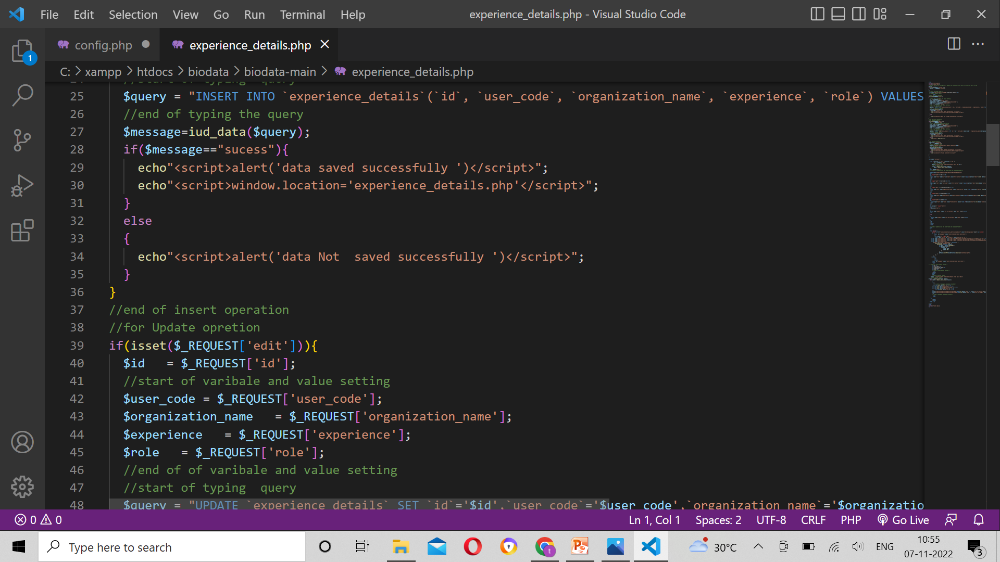 File Edit Selection View Go Run Terminal Help experience_details.php - Visual Studio Code
config.php experience_details.php
1
C: > xampp > htdocs > biodata > biodata-main > experience_details.php
24 //start of typing  query
25 $query = "INSERT INTO `experience_details`(`id`, `user_code`, `organization_name`, `experience`, `role`) VALUES
26 //end of typing the query
27 $message=iud_data($query);
28 if($message=="sucess"){
29 echo"<script>alert('data saved successfully ')</script>";
30 echo"<script>window.location='experience_details.php'</script>";
31 }
32 else
33 {
34 echo"<script>alert('data Not  saved successfully ')</script>";
35 }
36 }
37 //end of insert operation
38 //for Update opretion
39 if(isset($_REQUEST['edit'])){
40 $id   = $_REQUEST['id'];
41 //start of varibale and value setting
42 $user_code = $_REQUEST['user_code'];
43 $organization_name   = $_REQUEST['organization_name'];
44 $experience   = $_REQUEST['experience'];
45 $role   = $_REQUEST['role'];
46 //end of of varibale and value setting
47 //start of typing  query
48 $query = "UPDATE `experience_details` SET `id`='$id',`user_code`='$user_code',`organization_name`='$organizatio
0 0 Ln 1, Col 1 Spaces: 2 UTF-8 CRLF PHP Go Live
Type here to search 30°C ENG 10:55
07-11-2022 3